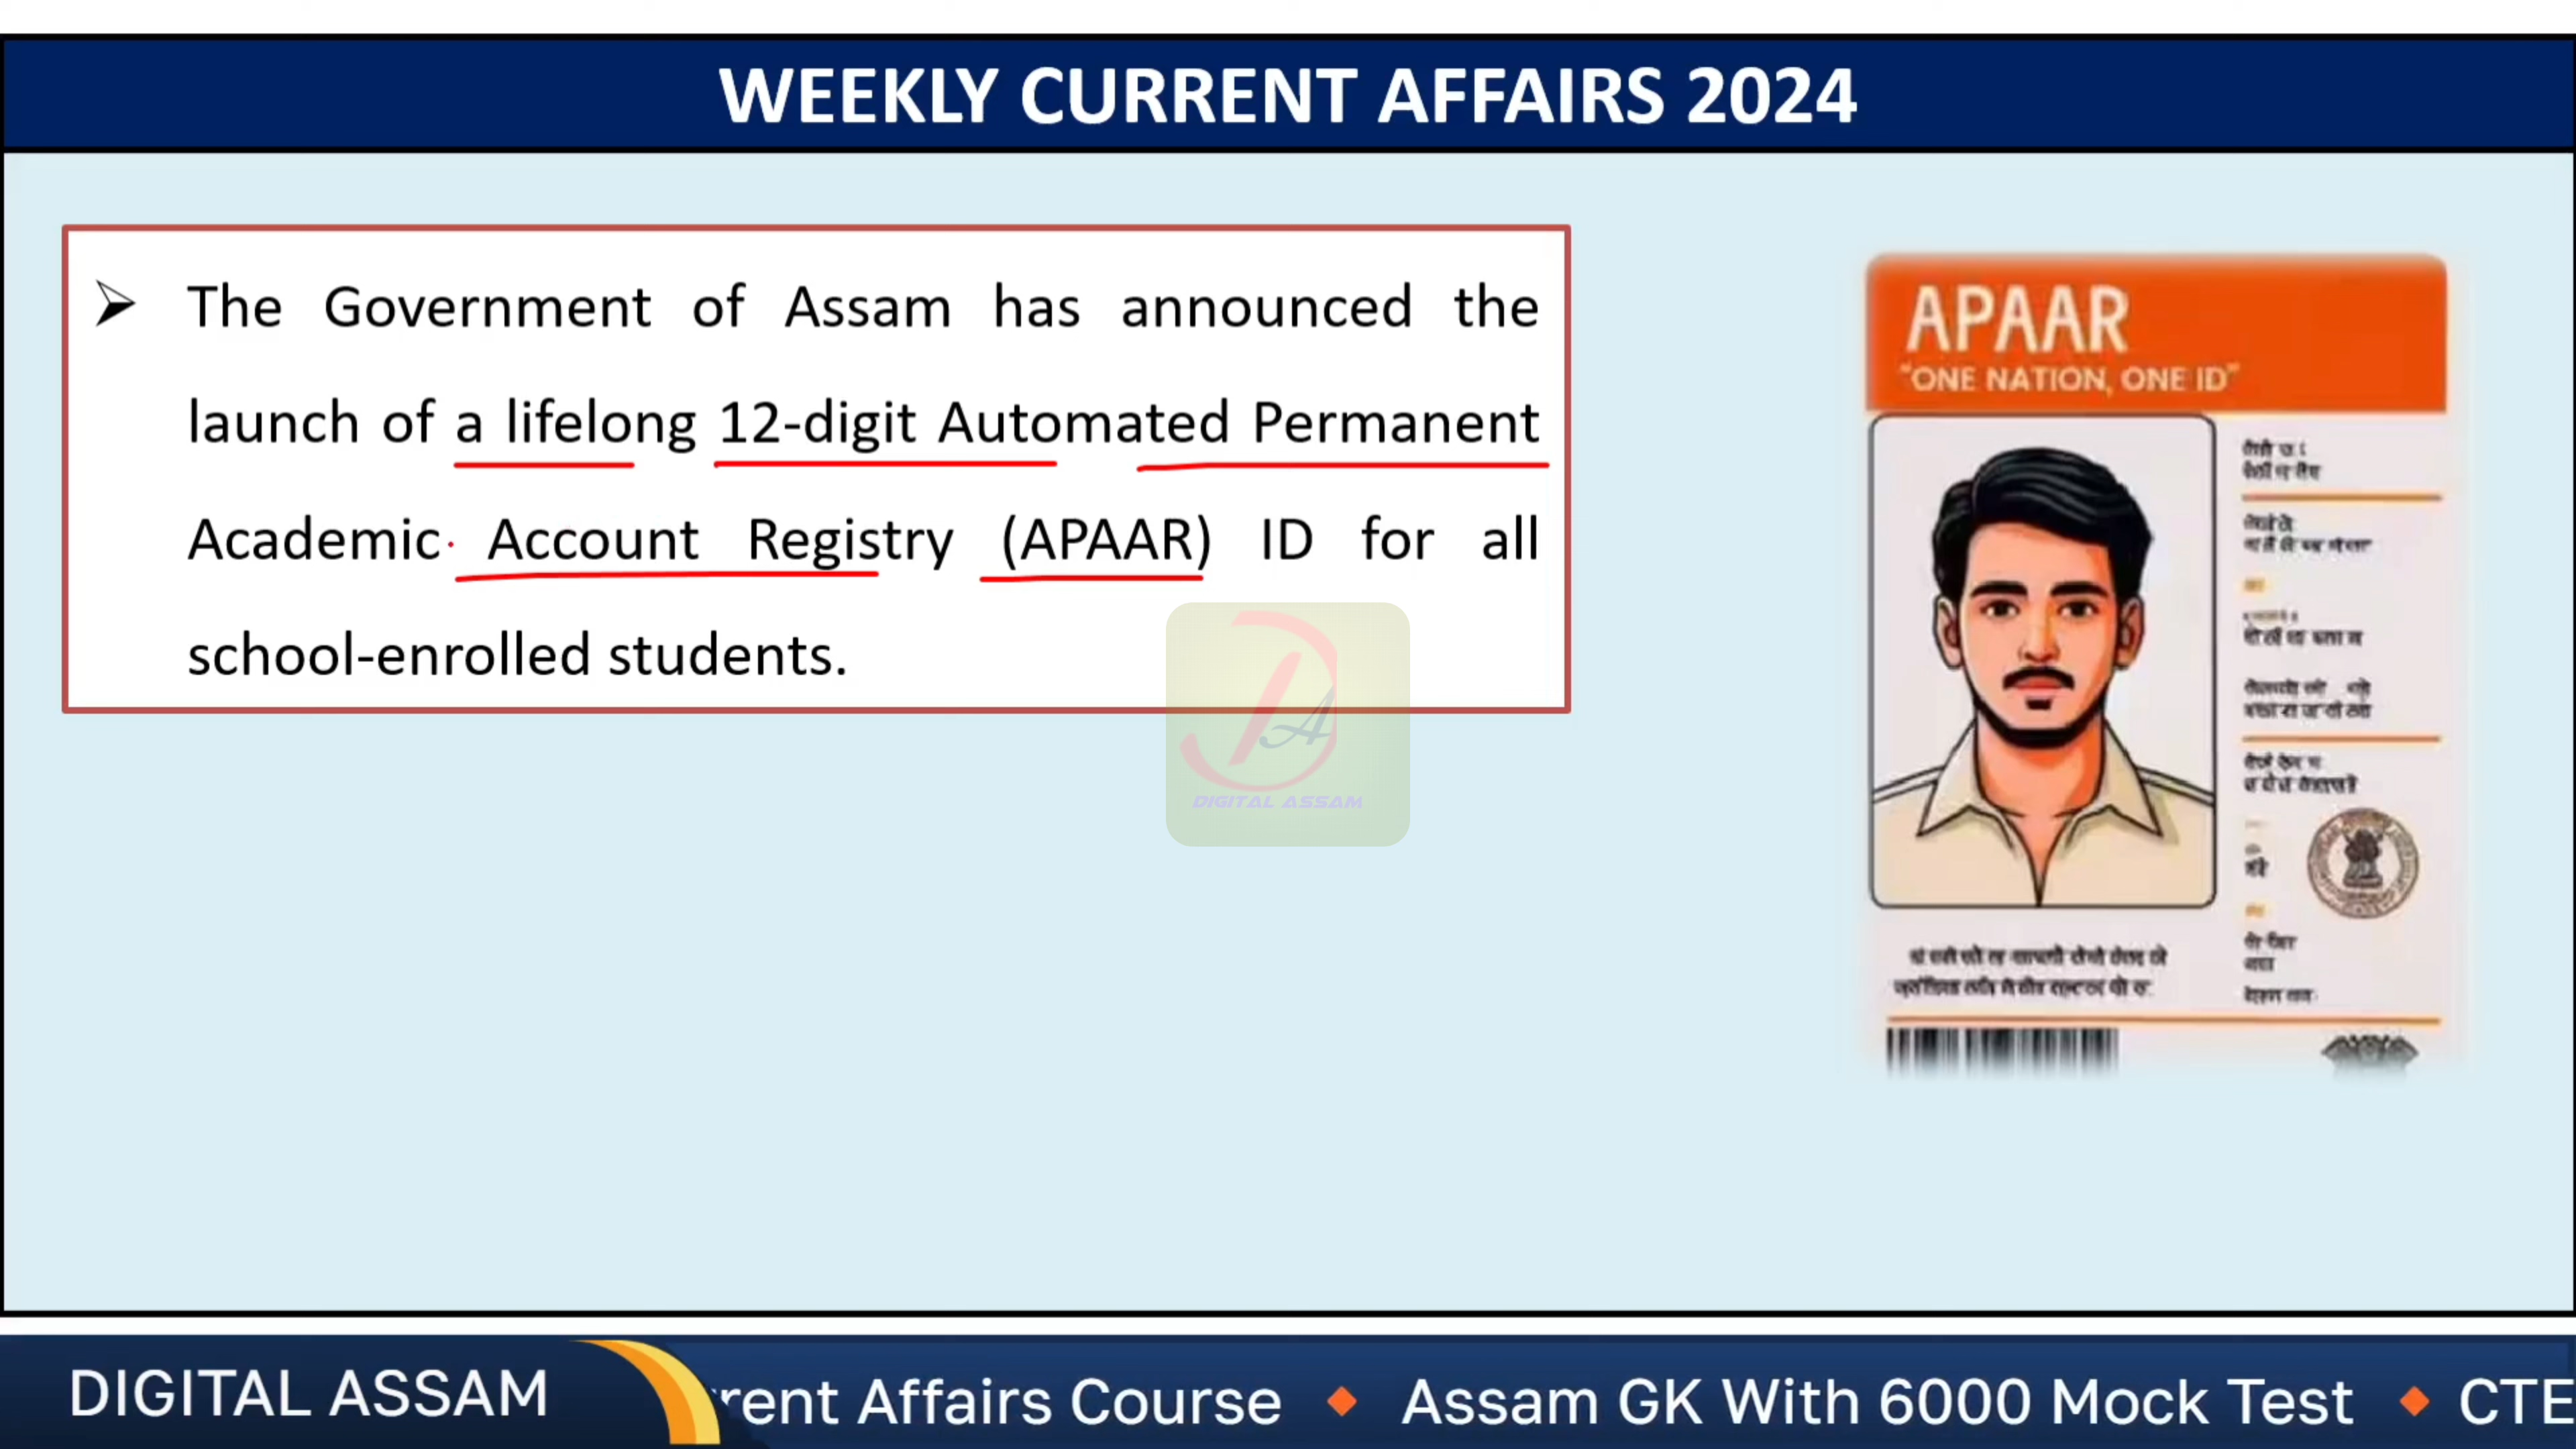 WEEKLY CURRENT AFFAIRS 2024
➢ The Government of Assam has announced the
launch of a lifelong 12-digit Automated Permanent
Academic Account Registry (APAAR) ID for all
school-enrolled students.
APAAR
"ONE NATION, ONE ID"
DIGITAL ASSAM
DIGITAL ASSAM
rent Affairs Course ◆ Assam GK With 6000 Mock Test ◆ CTE